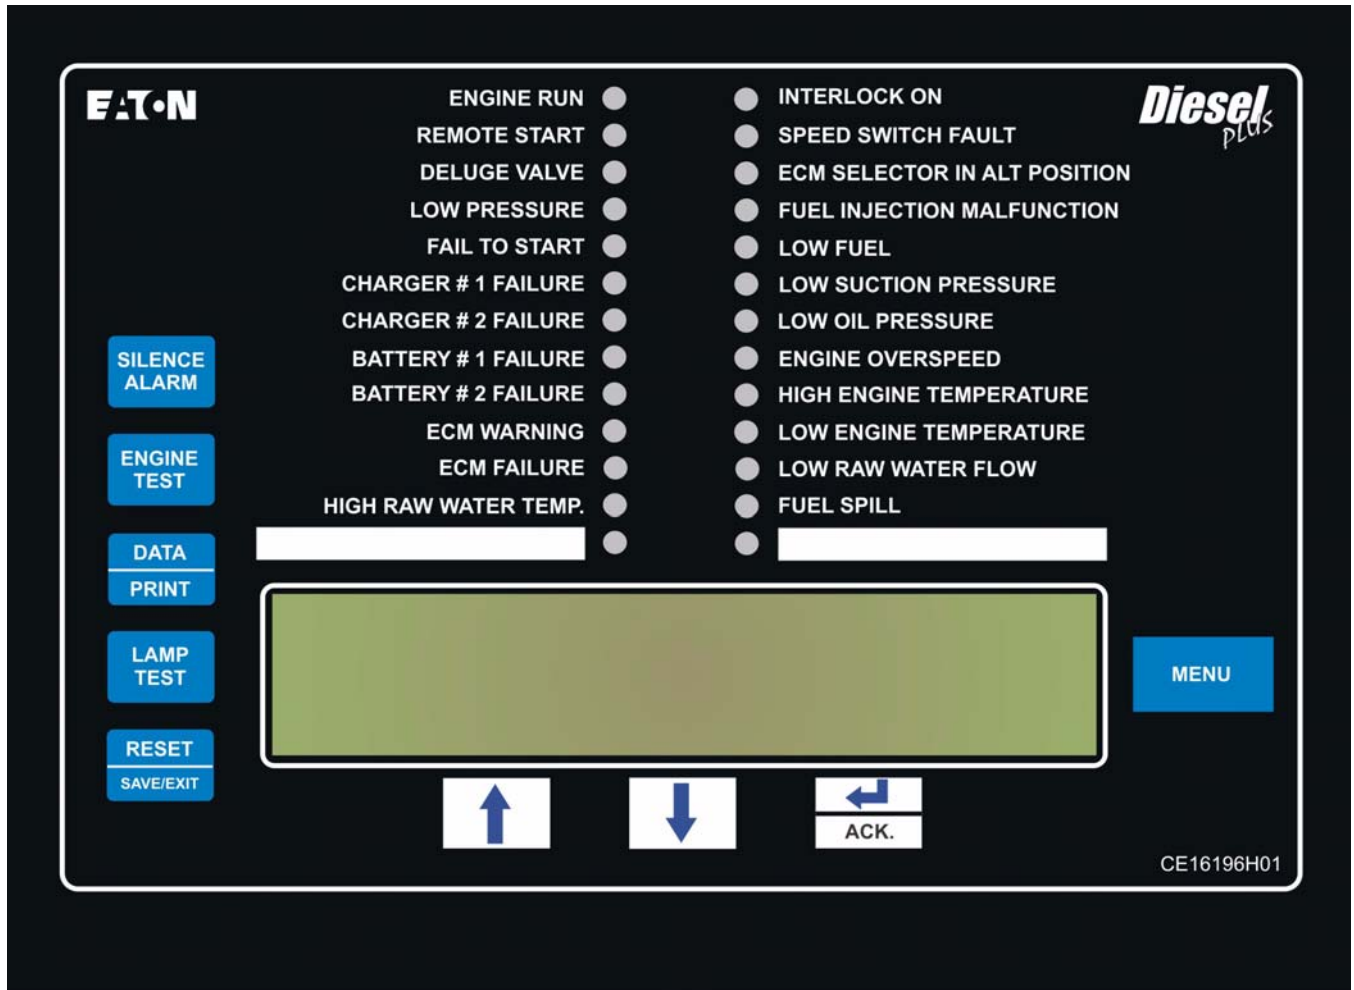 EATON
Diesel
PLUS
ENGINE RUN
REMOTE START
DELUGE VALVE
LOW PRESSURE
FAIL TO START
CHARGER # 1 FAILURE
CHARGER # 2 FAILURE
BATTERY # 1 FAILURE
BATTERY # 2 FAILURE
ECM WARNING
ECM FAILURE
HIGH RAW WATER TEMP.
INTERLOCK ON
SPEED SWITCH FAULT
ECM SELECTOR IN ALT POSITION
FUEL INJECTION MALFUNCTION
LOW FUEL
LOW SUCTION PRESSURE
LOW OIL PRESSURE
ENGINE OVERSPEED
HIGH ENGINE TEMPERATURE
LOW ENGINE TEMPERATURE
LOW RAW WATER FLOW
FUEL SPILL
SILENCE
ALARM
ENGINE
TEST
DATA
PRINT
LAMP
TEST
RESET
SAVE/EXIT
MENU
ACK.
CE16196H01